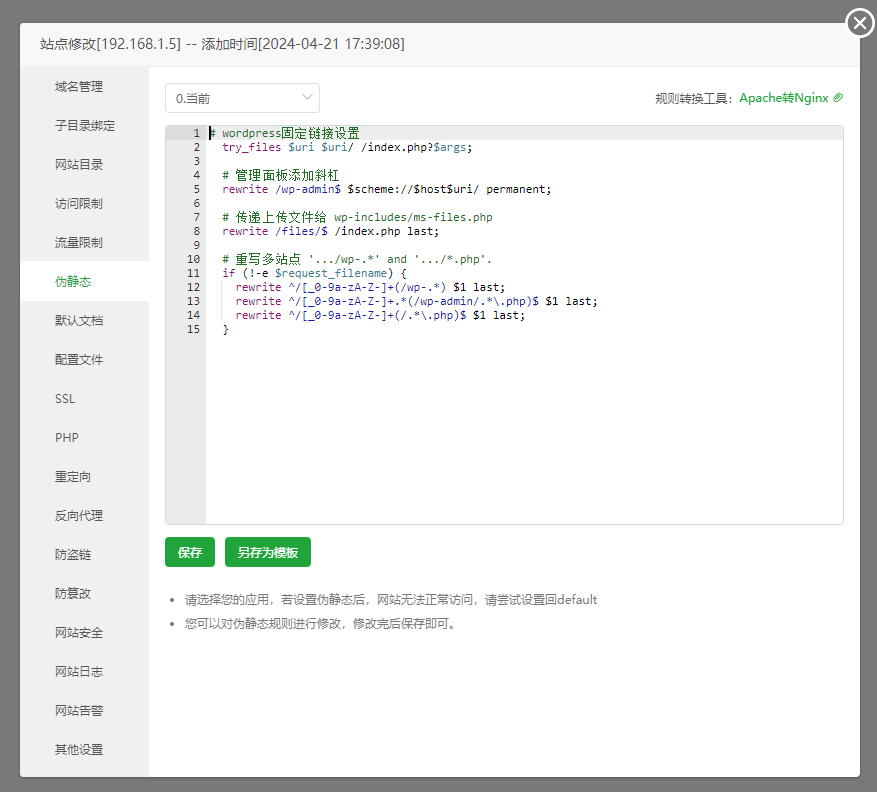 站点修改[192.168.1.5] -- 添加时间[2024-04-21 17:39:08]
域名管理
子目录绑定
网站目录
访问限制
流量限制
伪静态
默认文档
配置文件
SSL
PHP
重定向
反向代理
防盗链
防篡改
网站安全
网站日志
网站告警
其他设置
0.当前
规则转换工具： Apache转Nginx
1 # wordpress固定链接设置
2 try_files $uri $uri/ /index.php?$args;
3
4 # 管理面板添加斜杠
5 rewrite /wp-admin$ $scheme://$host$uri/ permanent;
6
7 # 传递上传文件给 wp-includes/ms-files.php
8 rewrite /files/$ /index.php last;
9
10 # 重写多站点 '.../wp-.*' and '.../*.php'.
11 if (!-e $request_filename) {
12 rewrite ^/[_0-9a-zA-Z-]+(/wp-.*) $1 last;
13 rewrite ^/[_0-9a-zA-Z-]+.*(/wp-admin/.*\.php)$ $1 last;
14 rewrite ^/[_0-9a-zA-Z-]+(/.*\.php)$ $1 last;
15 }
保存 另存为模板
• 请选择您的应用，若设置伪静态后，网站无法正常访问，请尝试设置回default
• 您可以对伪静态规则进行修改，修改完后保存即可。